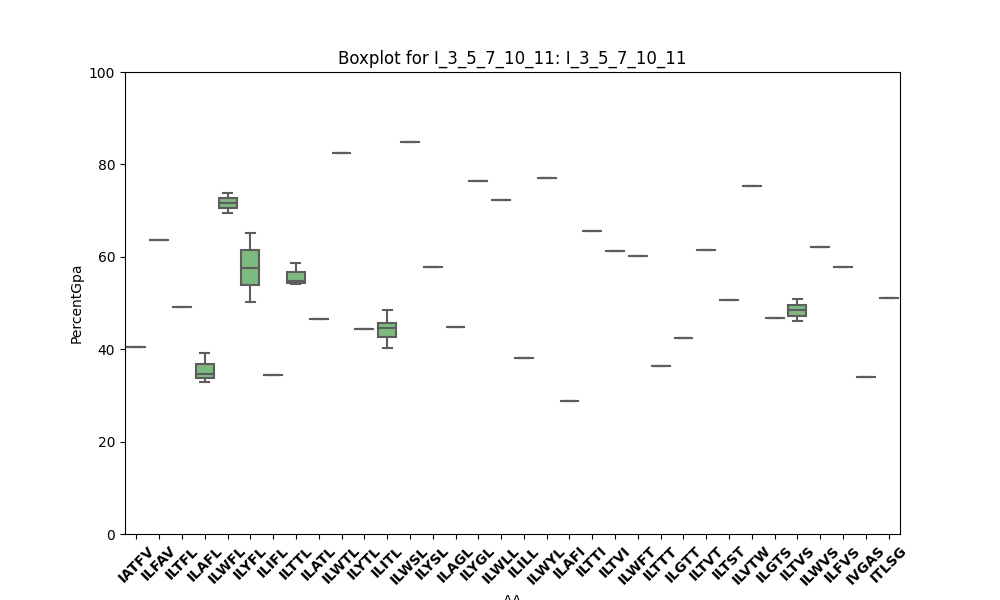 Boxplot for I_3_5_7_10_11: I_3_5_7_10_11
PercentGpa
100
80
60
40
20
0
IATFV
ILFAV
ILTFL
ILAFL
ILWFL
ILYFL
ILIFL
ILTTL
ILATL
ILWTL
ILYTL
ILITL
ILWSL
ILYSL
ILAGL
ILYGL
ILWLL
ILILL
ILWYL
ILAFI
ILTTI
ILTVI
ILWFT
ILTTT
ILGTT
ILTVT
ILTST
ILVTW
ILGTS
ILTVS
ILWVS
ILFVS
IVGAS
ITLSG